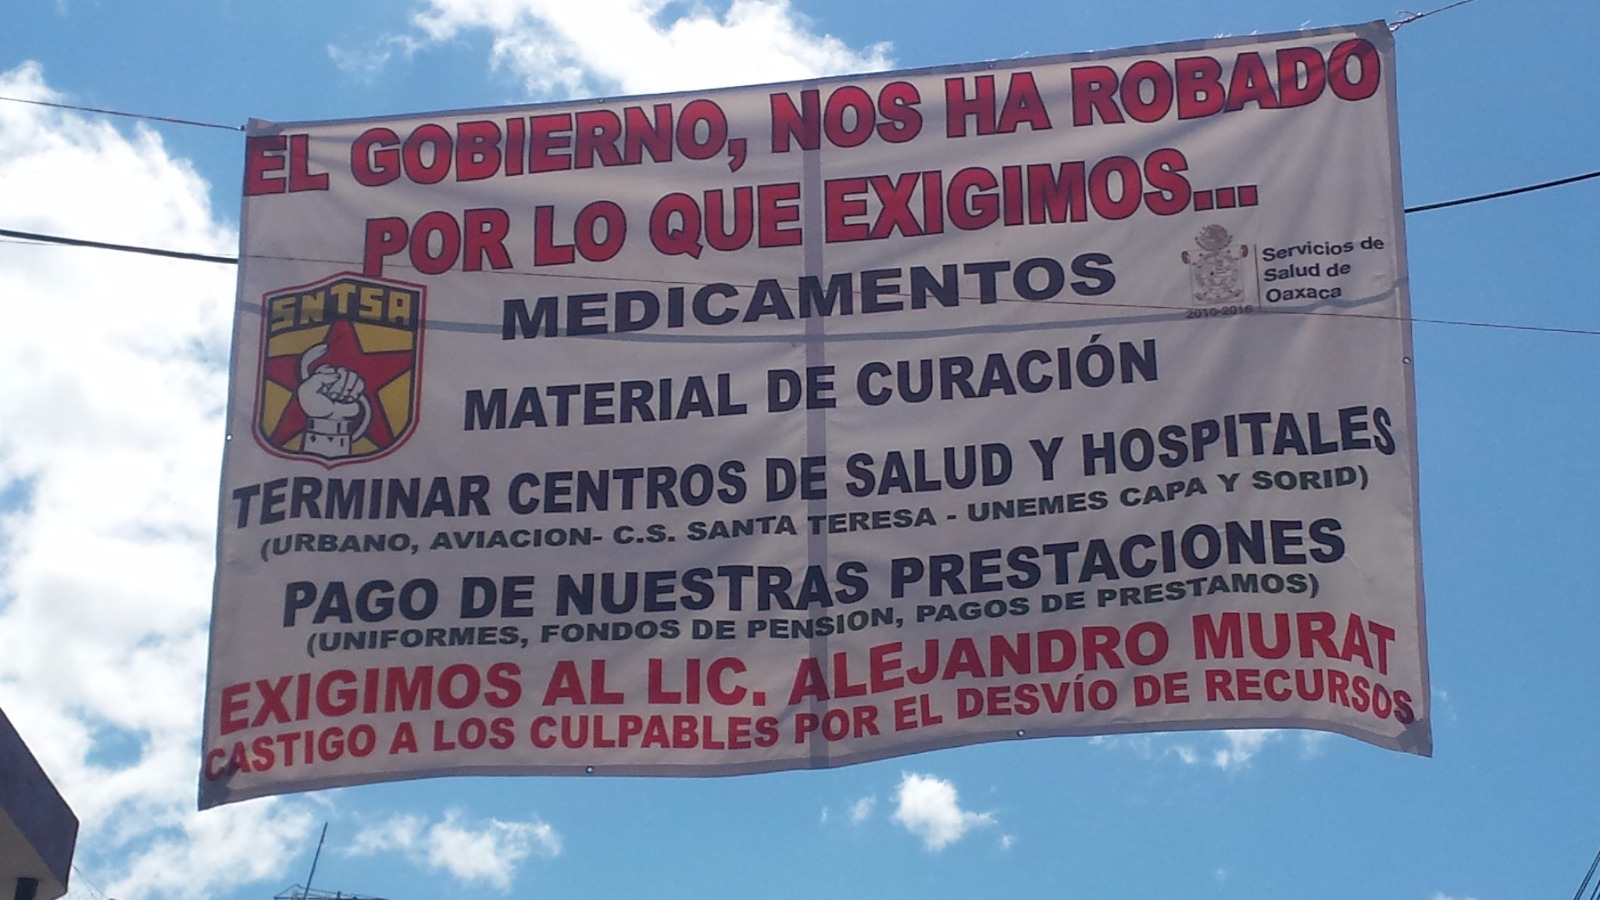 EL GOBIERNO, NOS HA ROBADO
POR LO QUE EXIGIMOS...
SNTSA
MEDICAMENTOS
Servicios de
Salud de
Oaxaca
2010-2016
MATERIAL DE CURACIÓN
TERMINAR CENTROS DE SALUD Y HOSPITALES
(URBANO, AVIACION- C.S. SANTA TERESA - UNEMES CAPA Y SORID)
PAGO DE NUESTRAS PRESTACIONES
(UNIFORMES, FONDOS DE PENSION, PAGOS DE PRESTAMOS)
EXIGIMOS AL LIC. ALEJANDRO MURAT
CASTIGO A LOS CULPABLES POR EL DESVÍO DE RECURSOS